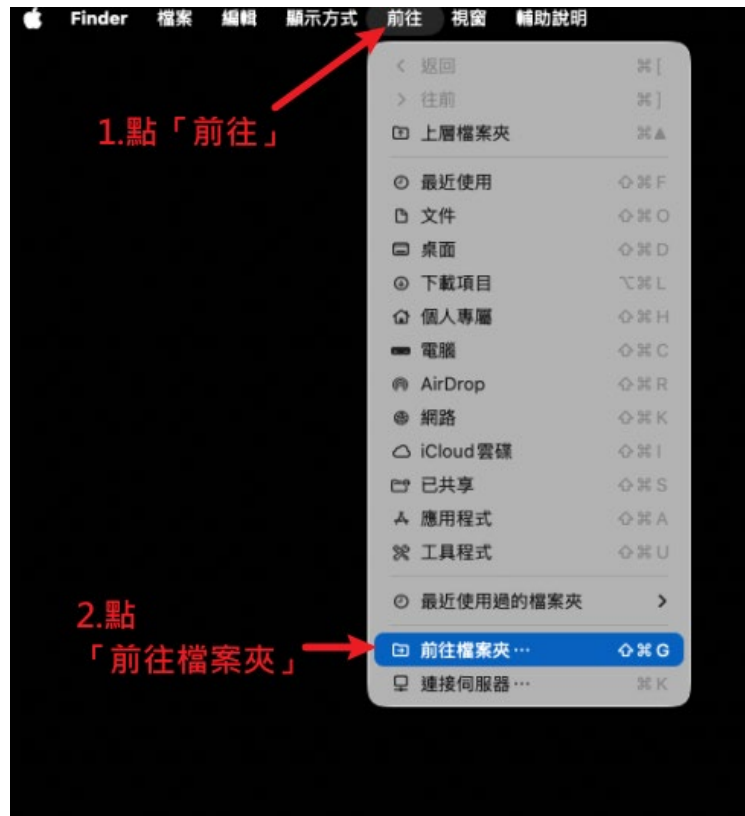 Finder 檔案 編輯 顯示方式 前往 視窗 輔助說明
返回 ⌘[
往前 ⌘]
1.點「前往」
上層檔案夾 ⌘▲
最近使用 ⇧⌘F
文件 ⇧⌘O
桌面 ⇧⌘D
下載項目 ⌥⌘L
個人專屬 ⇧⌘H
電腦 ⇧⌘C
AirDrop ⇧⌘R
網路 ⇧⌘K
iCloud雲碟 ⇧⌘I
已共享 ⇧⌘S
應用程式 ⇧⌘A
工具程式 ⇧⌘U
最近使用過的檔案夾
2.點
「前往檔案夾」
前往檔案夾… ⇧⌘G
連接伺服器… ⌘K